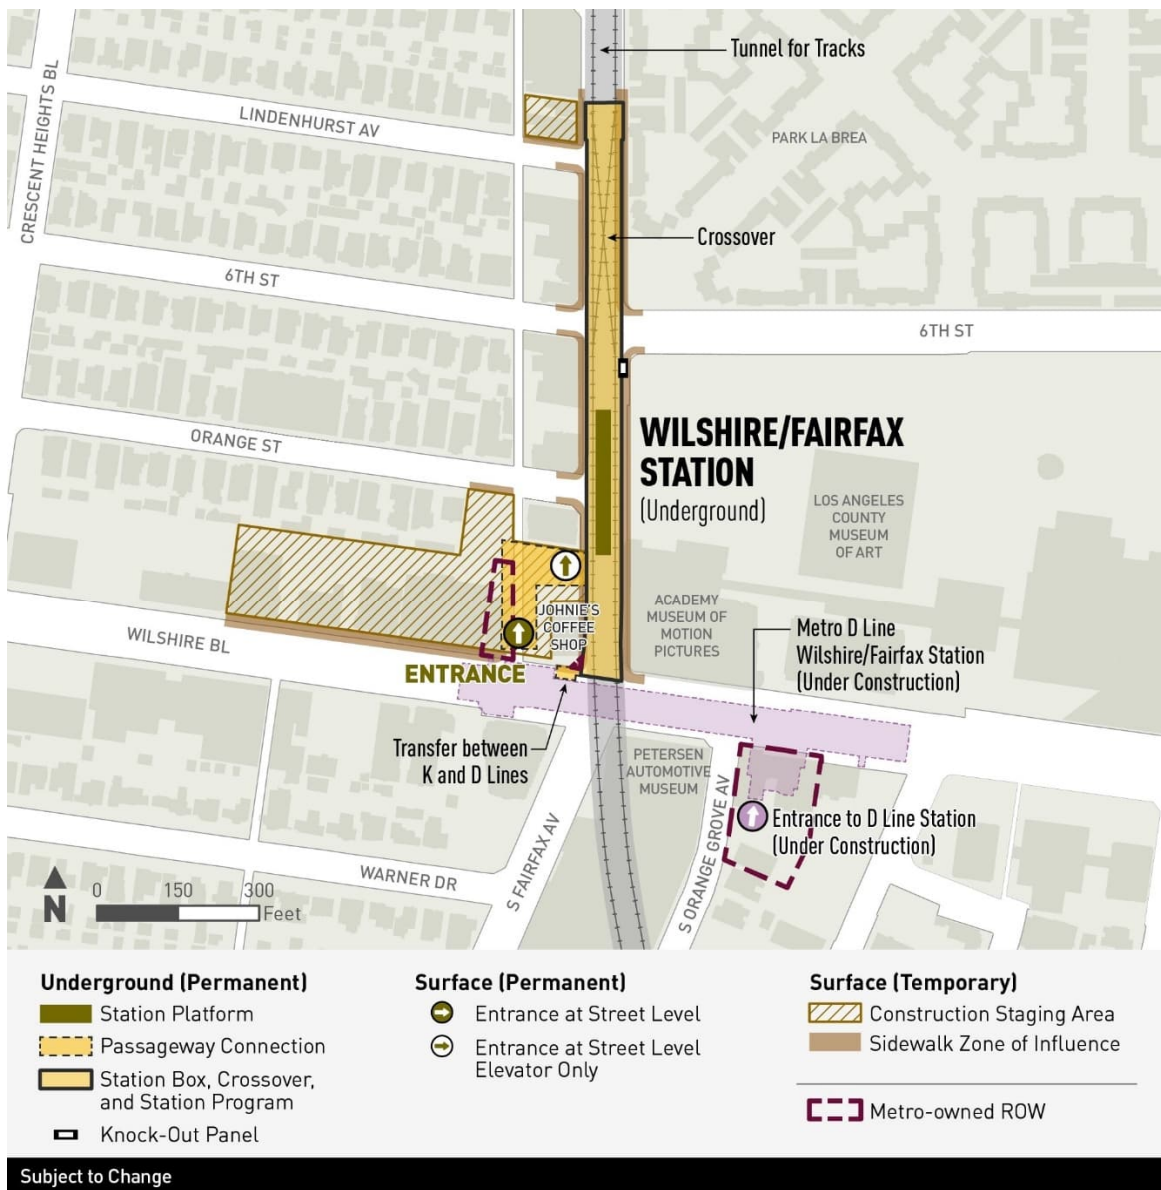 Tunnel for Tracks
CRESCENT HEIGHTS BL
LINDENHURST AV
PARK LA BREA
Crossover
6TH ST
6TH ST
ORANGE ST
WILSHIRE/FAIRFAX
STATION
(Underground)
LOS ANGELES
COUNTY
MUSEUM
OF ART
JOHNIE'S
COFFEE
SHOP
ACADEMY
MUSEUM OF
MOTION
PICTURES
WILSHIRE BL
ENTRANCE
Metro D Line
Wilshire/Fairfax Station
(Under Construction)
Transfer between
K and D Lines
PETERSEN
AUTOMOTIVE
MUSEUM
S FAIRFAX AV
S ORANGE GROVE AV
Entrance to D Line Station
(Under Construction)
WARNER DR
N
0 150 300
Feet
Underground (Permanent)
Station Platform
Passageway Connection
Station Box, Crossover,
and Station Program
Knock-Out Panel
Surface (Permanent)
Entrance at Street Level
Entrance at Street Level
Elevator Only
Surface (Temporary)
Construction Staging Area
Sidewalk Zone of Influence
Metro-owned ROW
Subject to Change